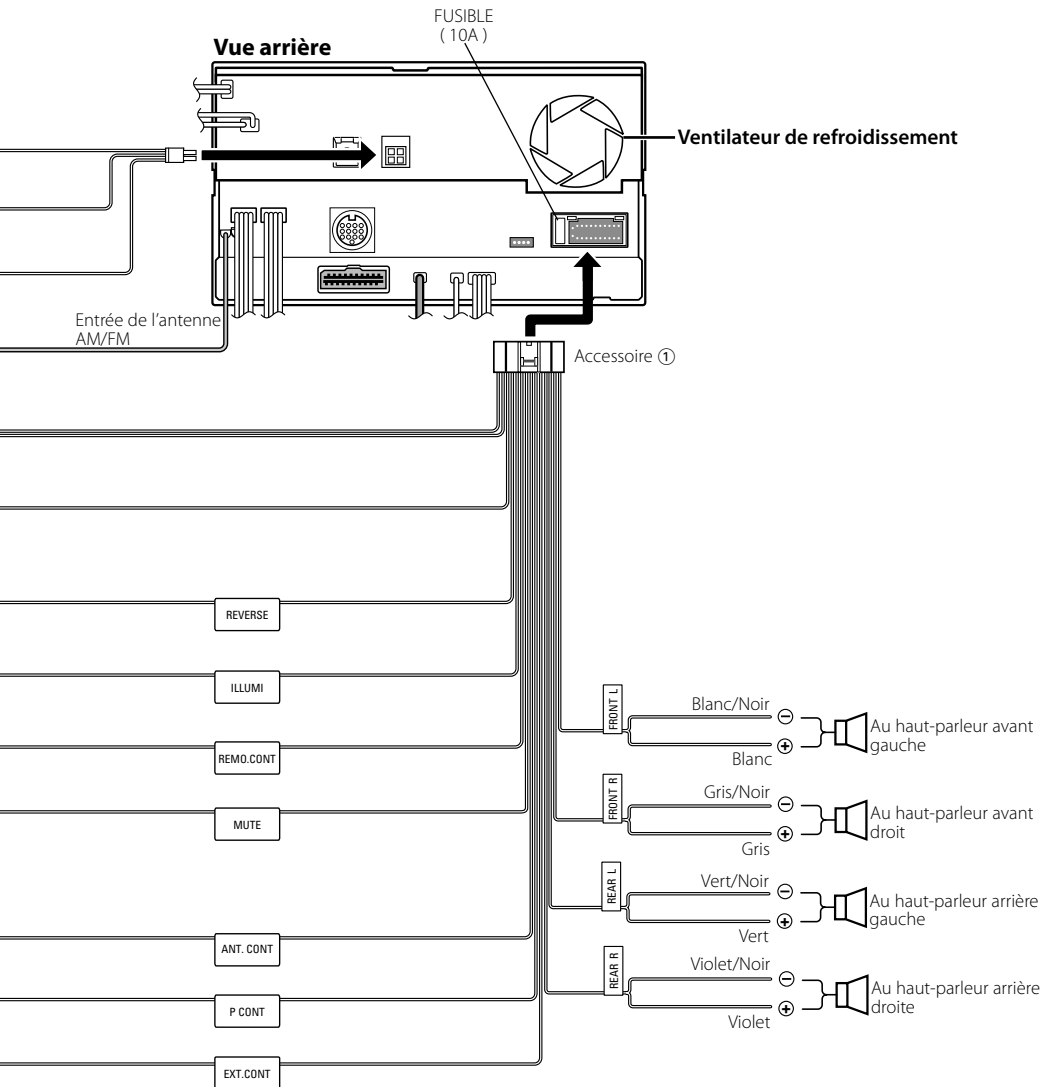 FUSIBLE
( 10A )
Vue arrière
Ventilateur de refroidissement
Entrée de l'antenne
AM/FM
Accessoire ①
REVERSE
ILLUMI
REMO.CONT
MUTE
ANT. CONT
P CONT
EXT.CONT
FRONT L
Blanc/Noir
⊖
⊕
Blanc
Au haut-parleur avant
gauche
FRONT R
Gris/Noir
⊖
⊕
Gris
Au haut-parleur avant
droit
REAR L
Vert/Noir
⊖
⊕
Vert
Au haut-parleur arrière
gauche
REAR R
Violet/Noir
⊖
⊕
Violet
Au haut-parleur arrière
droite